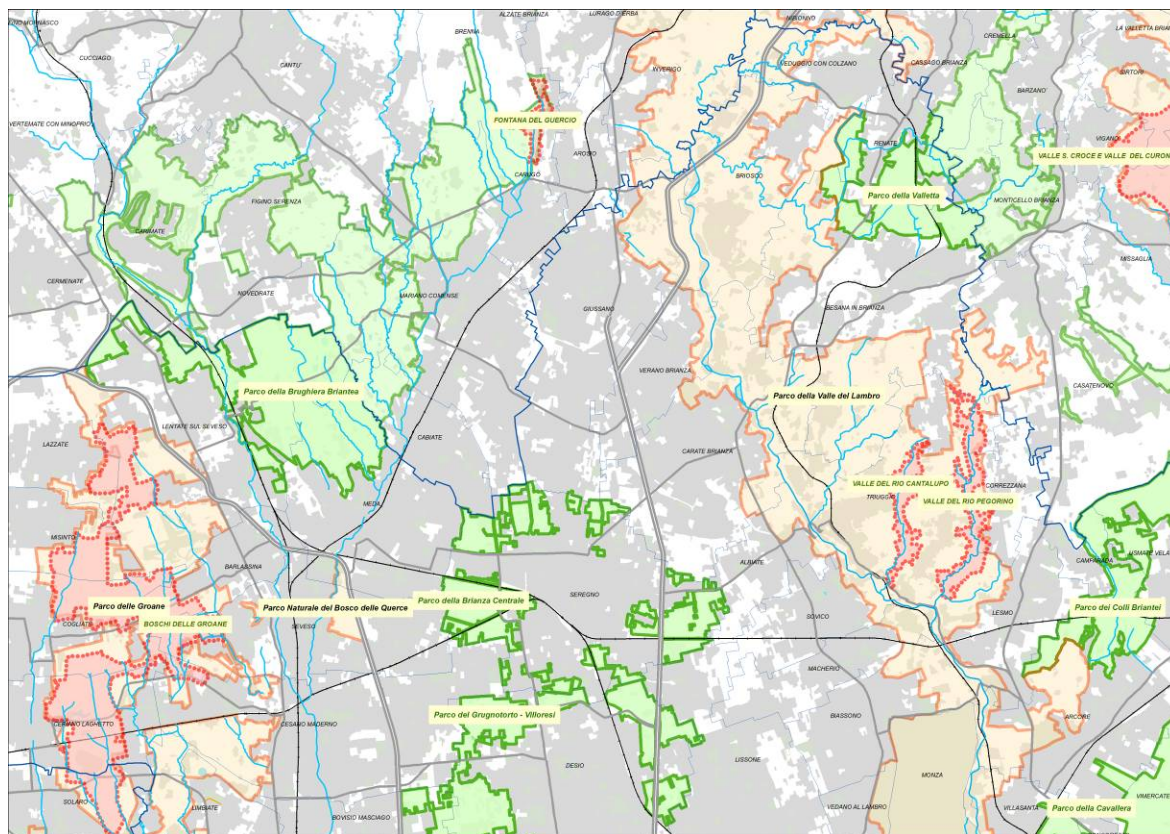 ALZATE BRIANZA
LURAGO D'ERBA
CREMELLA
BRENNA
CUCCIAGO
CANTU'
INVERIGO
VEDUGGIO CON COLZANO
CASSAGO BRIANZA
SIRTORI
BARZANO'
VERTEMATE CON MINOPRIO
FONTANA DEL GUERCIO
AROSIO
RENATE
VALLE S. CROCE E VALLE DEL CURON
CARUGO
BRIOSCO
Parco della Valletta
FIGINO SERENZA
MONTICELLO BRIANZA
CARIMATE
MISSAGLIA
CERMENATE
NOVEDRATE
MARIANO COMENSE
GIUSSANO
BESANA IN BRIANZA
VERANO BRIANZA
CASATENOVO
Parco della Brughiera Briantea
Parco della Valle del Lambro
LENTATE SUL SEVESO
LAZZATE
CABIATE
CARATE BRIANZA
VALLE DEL RIO CANTALUPO
CORREZZANA
TRIUGGIO
VALLE DEL RIO PEGORINO
MEDA
MISINTO
BARLASSINA
ALBIATE
CAMPARADA
USMATE VELA
SEREGNO
Parco della Brianza Centrale
Parco delle Groane
Parco Naturale del Bosco delle Querce
Parco dei Colli Briantei
SOVICO
LESMO
COGLIATE
BOSCHI DELLE GROANE
SEVESO
MACHERIO
Parco del Grugnotorto - Villoresi
BIASSONO
ARCORE
CERIANO LAGHETTO
CESANO MADERNO
DESIO
LISSONE
MONZA
VIMERCATE
SOLARO
LIMBIATE
BOVISIO MASCIAGO
VEDANO AL LAMBRO
VILLASANTA
Parco della Cavallera